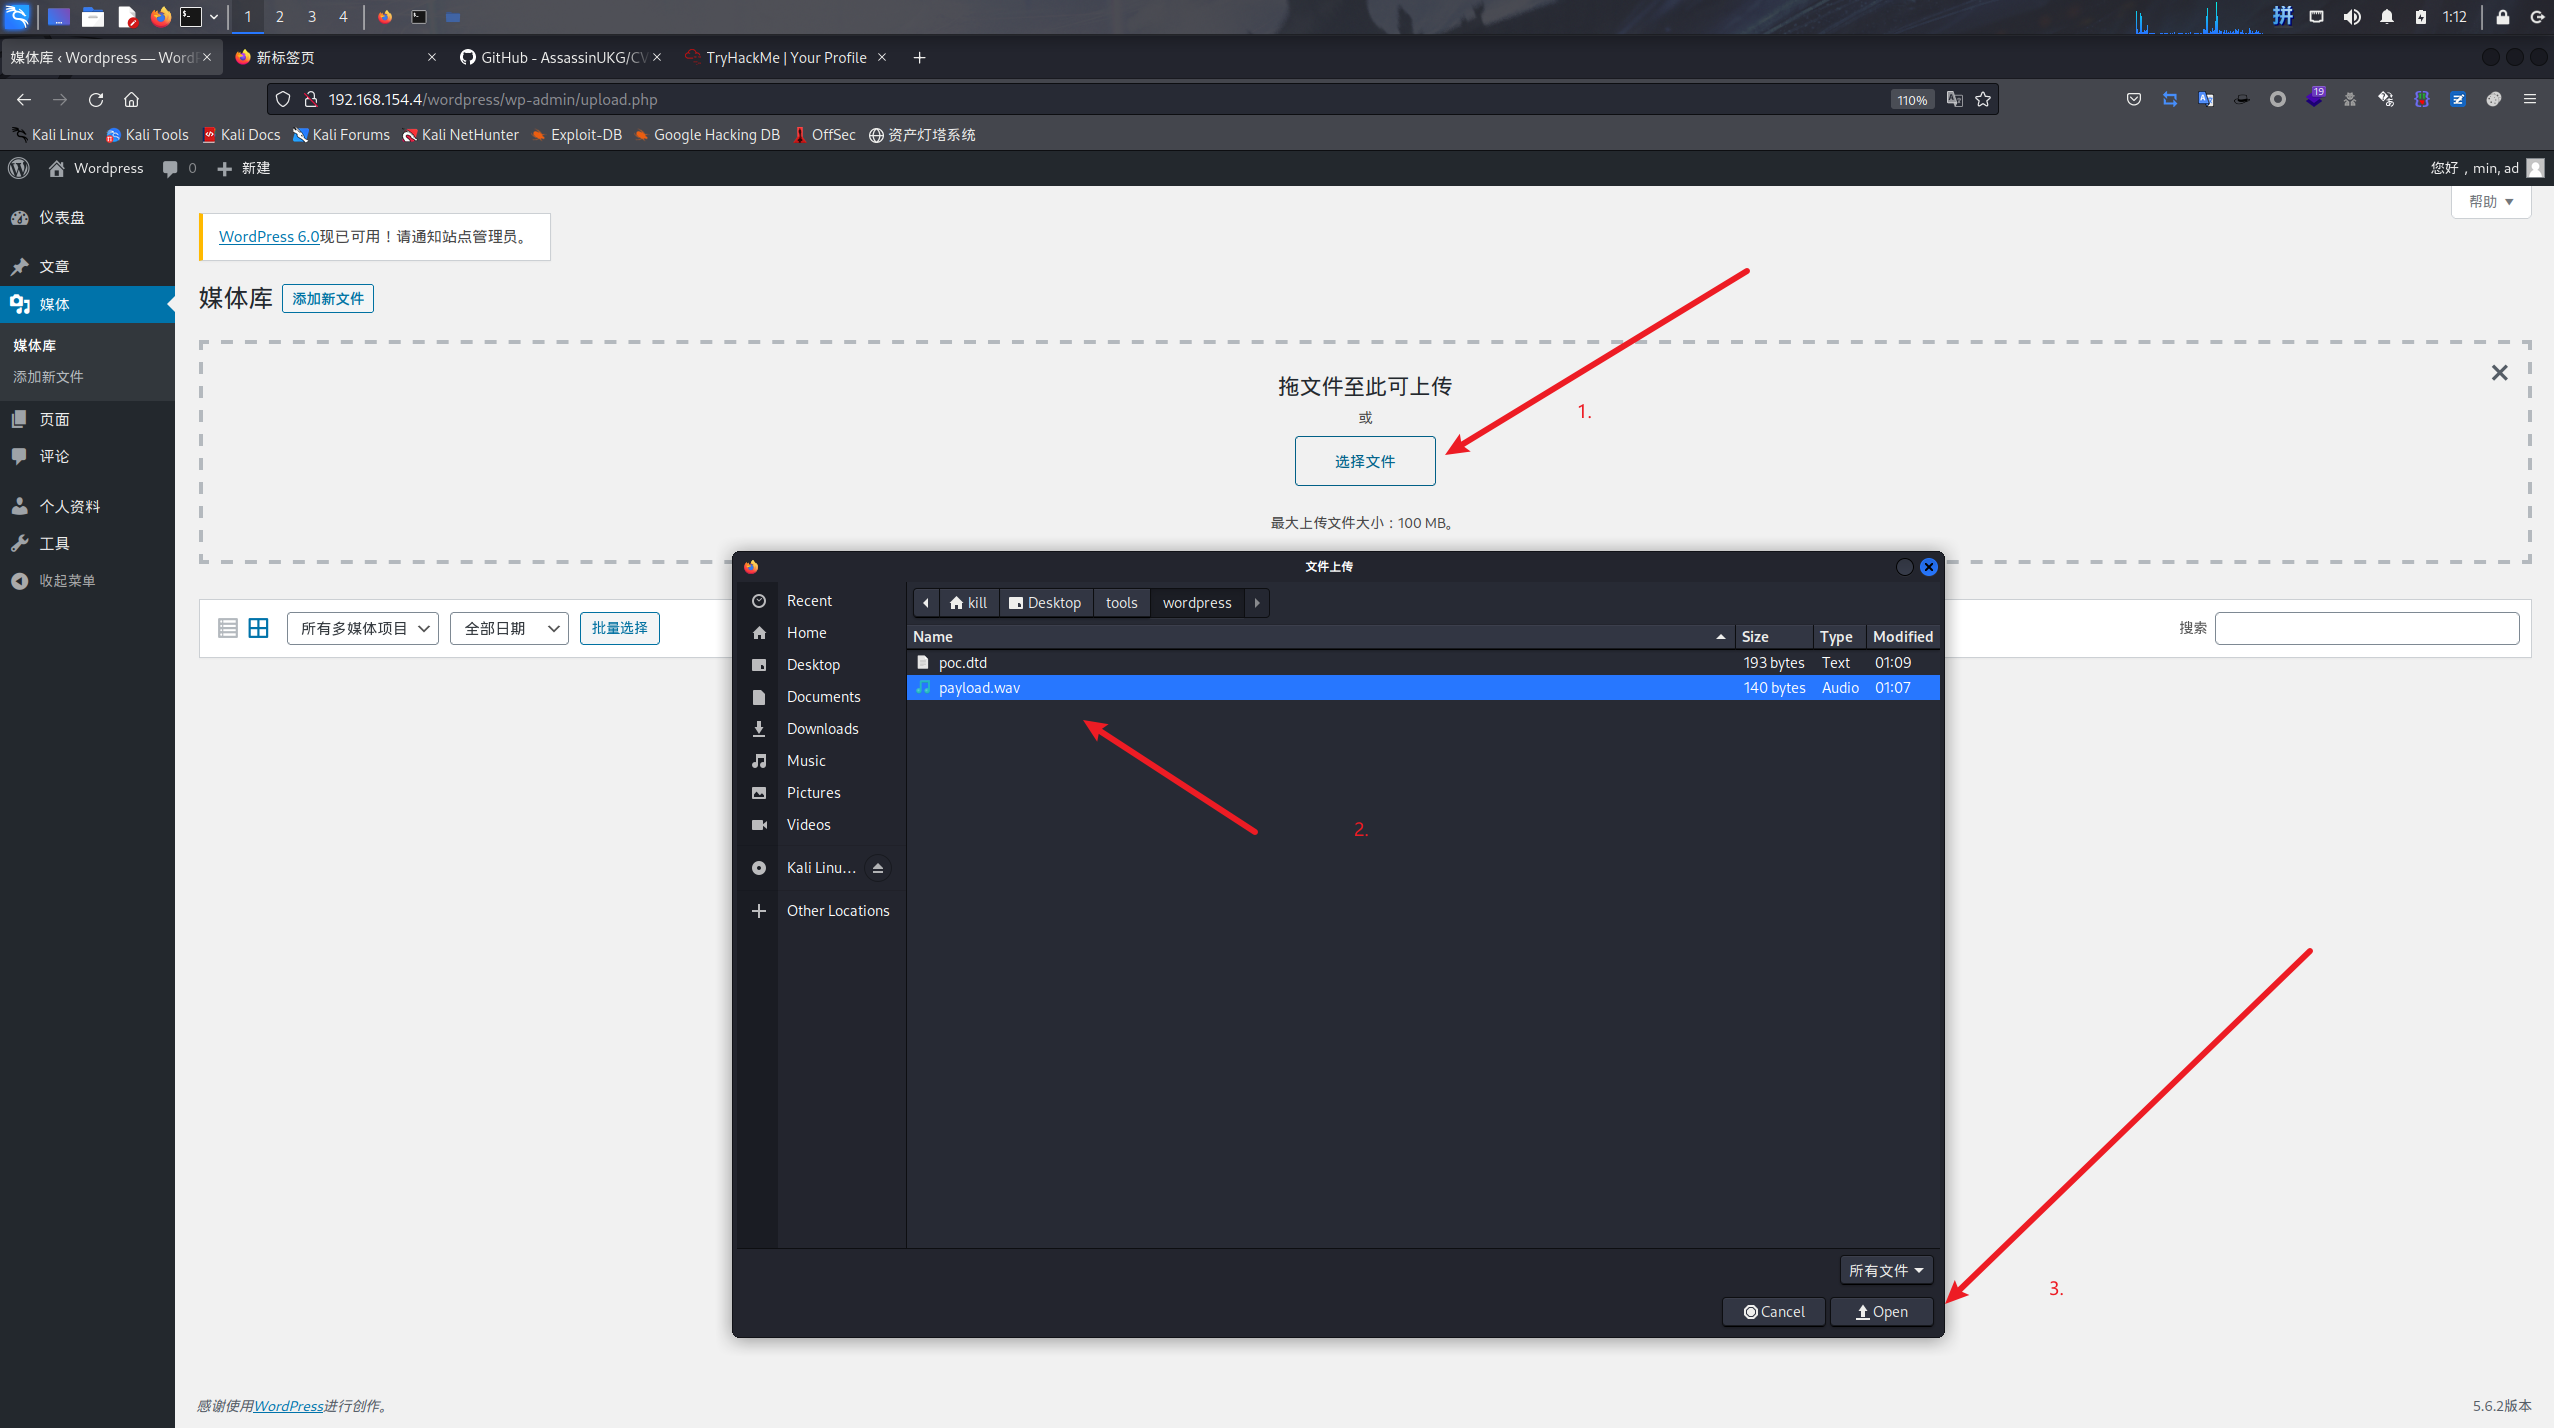 1 2 3 4 拼 1:12
媒体库 ‹ Wordpress — Word 新标签页 GitHub - AssassinUKG/CV TryHackMe | Your Profile
192.168.154.4/wordpress/wp-admin/upload.php 110% 19
Kali Linux Kali Tools Kali Docs Kali Forums Kali NetHunter Exploit-DB Google Hacking DB OffSec 资产灯塔系统
Wordpress 0 新建 您好，min, ad
仪表盘
文章
媒体
媒体库
添加新文件
页面
评论
个人资料
工具
收起菜单
帮助
WordPress 6.0现已可用！请通知站点管理员。
媒体库 添加新文件
拖文件至此可上传
或
1.
选择文件
最大上传文件大小：100 MB。
所有多媒体项目 全部日期 批量选择 搜索
文件上传
Recent
Home
Desktop
Documents
Downloads
Music
Pictures
Videos
Kali Linu...
Other Locations
kill Desktop tools wordpress
Name Size Type Modified
poc.dtd 193 bytes Text 01:09
payload.wav 140 bytes Audio 01:07
2.
所有文件
Cancel Open
3.
感谢使用WordPress进行创作。
5.6.2版本